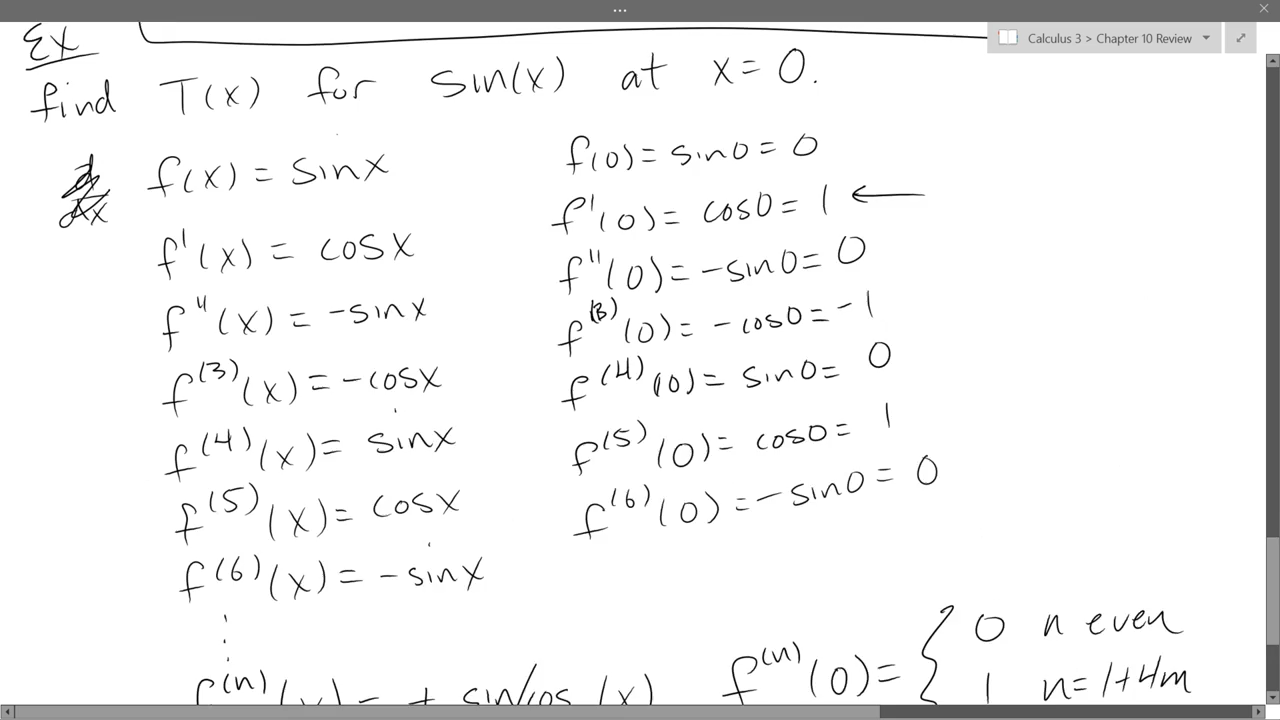 Calculus 3 > Chapter 10 Review
Ex
find T(x) for sin(x) at x=0.
f(x) = sinx
f'(x) = cosx
f''(x) = -sinx
f^(3)(x) = -cosx
f^(4)(x) = sinx
f^(5)(x) = cosx
f^(6)(x) = -sinx
⋮
f^(n)(x) = ± sin/cos(x)
f(0) = sin0 = 0
f'(0) = cos0 = 1 ←
f''(0) = -sin0 = 0
f^(3)(0) = -cos0 = -1
f^(4)(0) = sin0 = 0
f^(5)(0) = cos0 = 1
f^(6)(0) = -sin0 = 0
f^(n)(0) = { 0 n even
1 n=1+4m